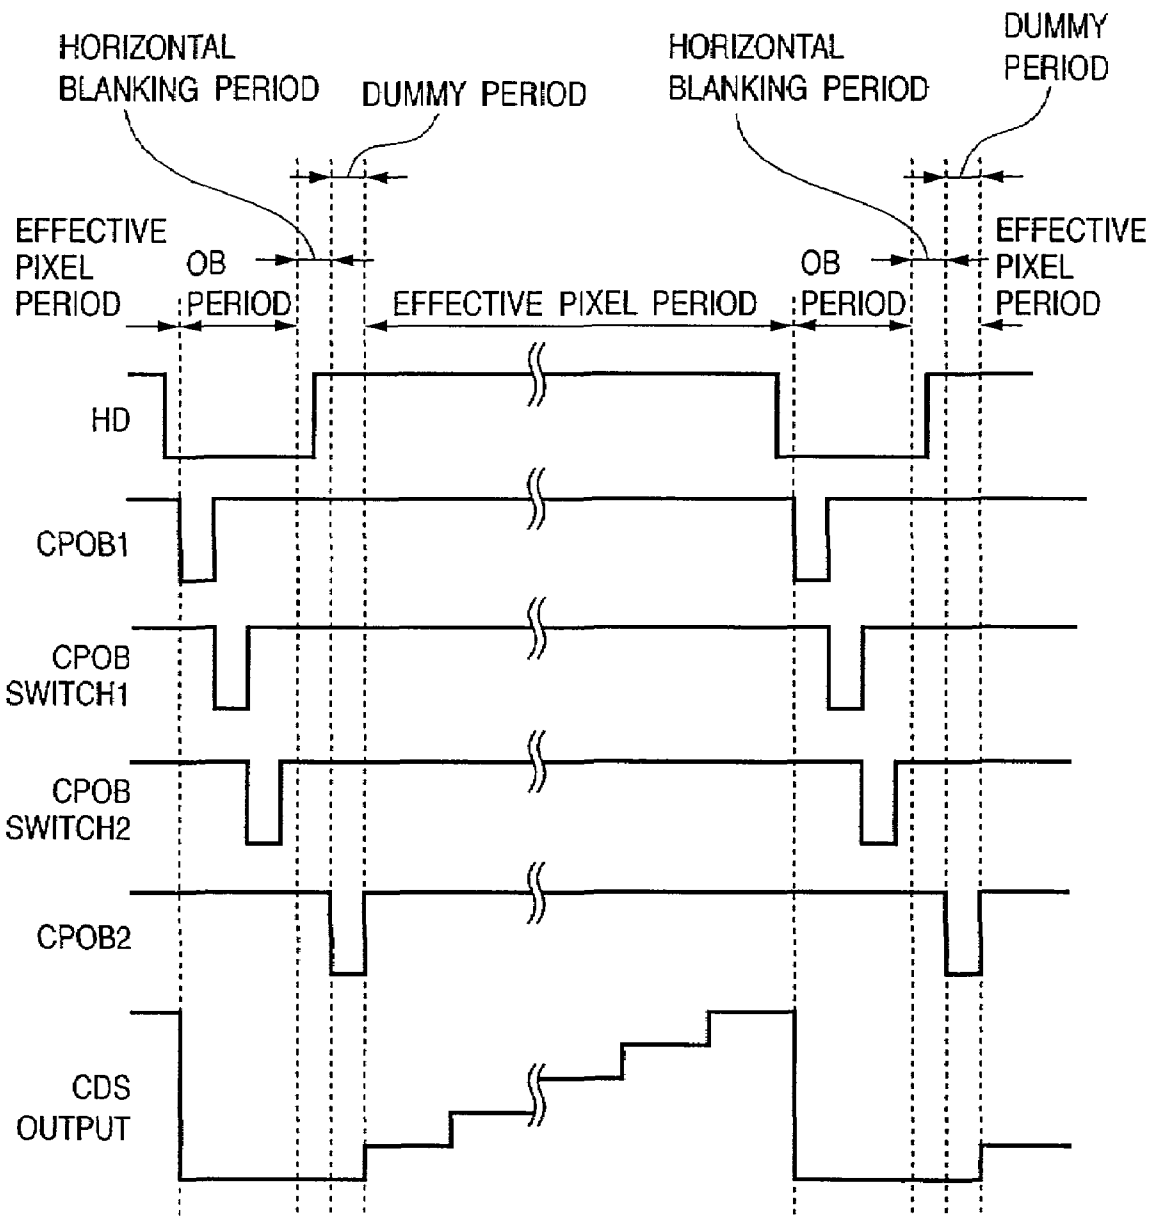 HORIZONTAL
BLANKING PERIOD
DUMMY PERIOD
HORIZONTAL
BLANKING PERIOD
DUMMY
PERIOD
EFFECTIVE
PIXEL
PERIOD
OB
PERIOD
EFFECTIVE PIXEL PERIOD
OB
PERIOD
EFFECTIVE
PIXEL
PERIOD
HD
CPOB1
CPOB
SWITCH1
CPOB
SWITCH2
CPOB2
CDS
OUTPUT